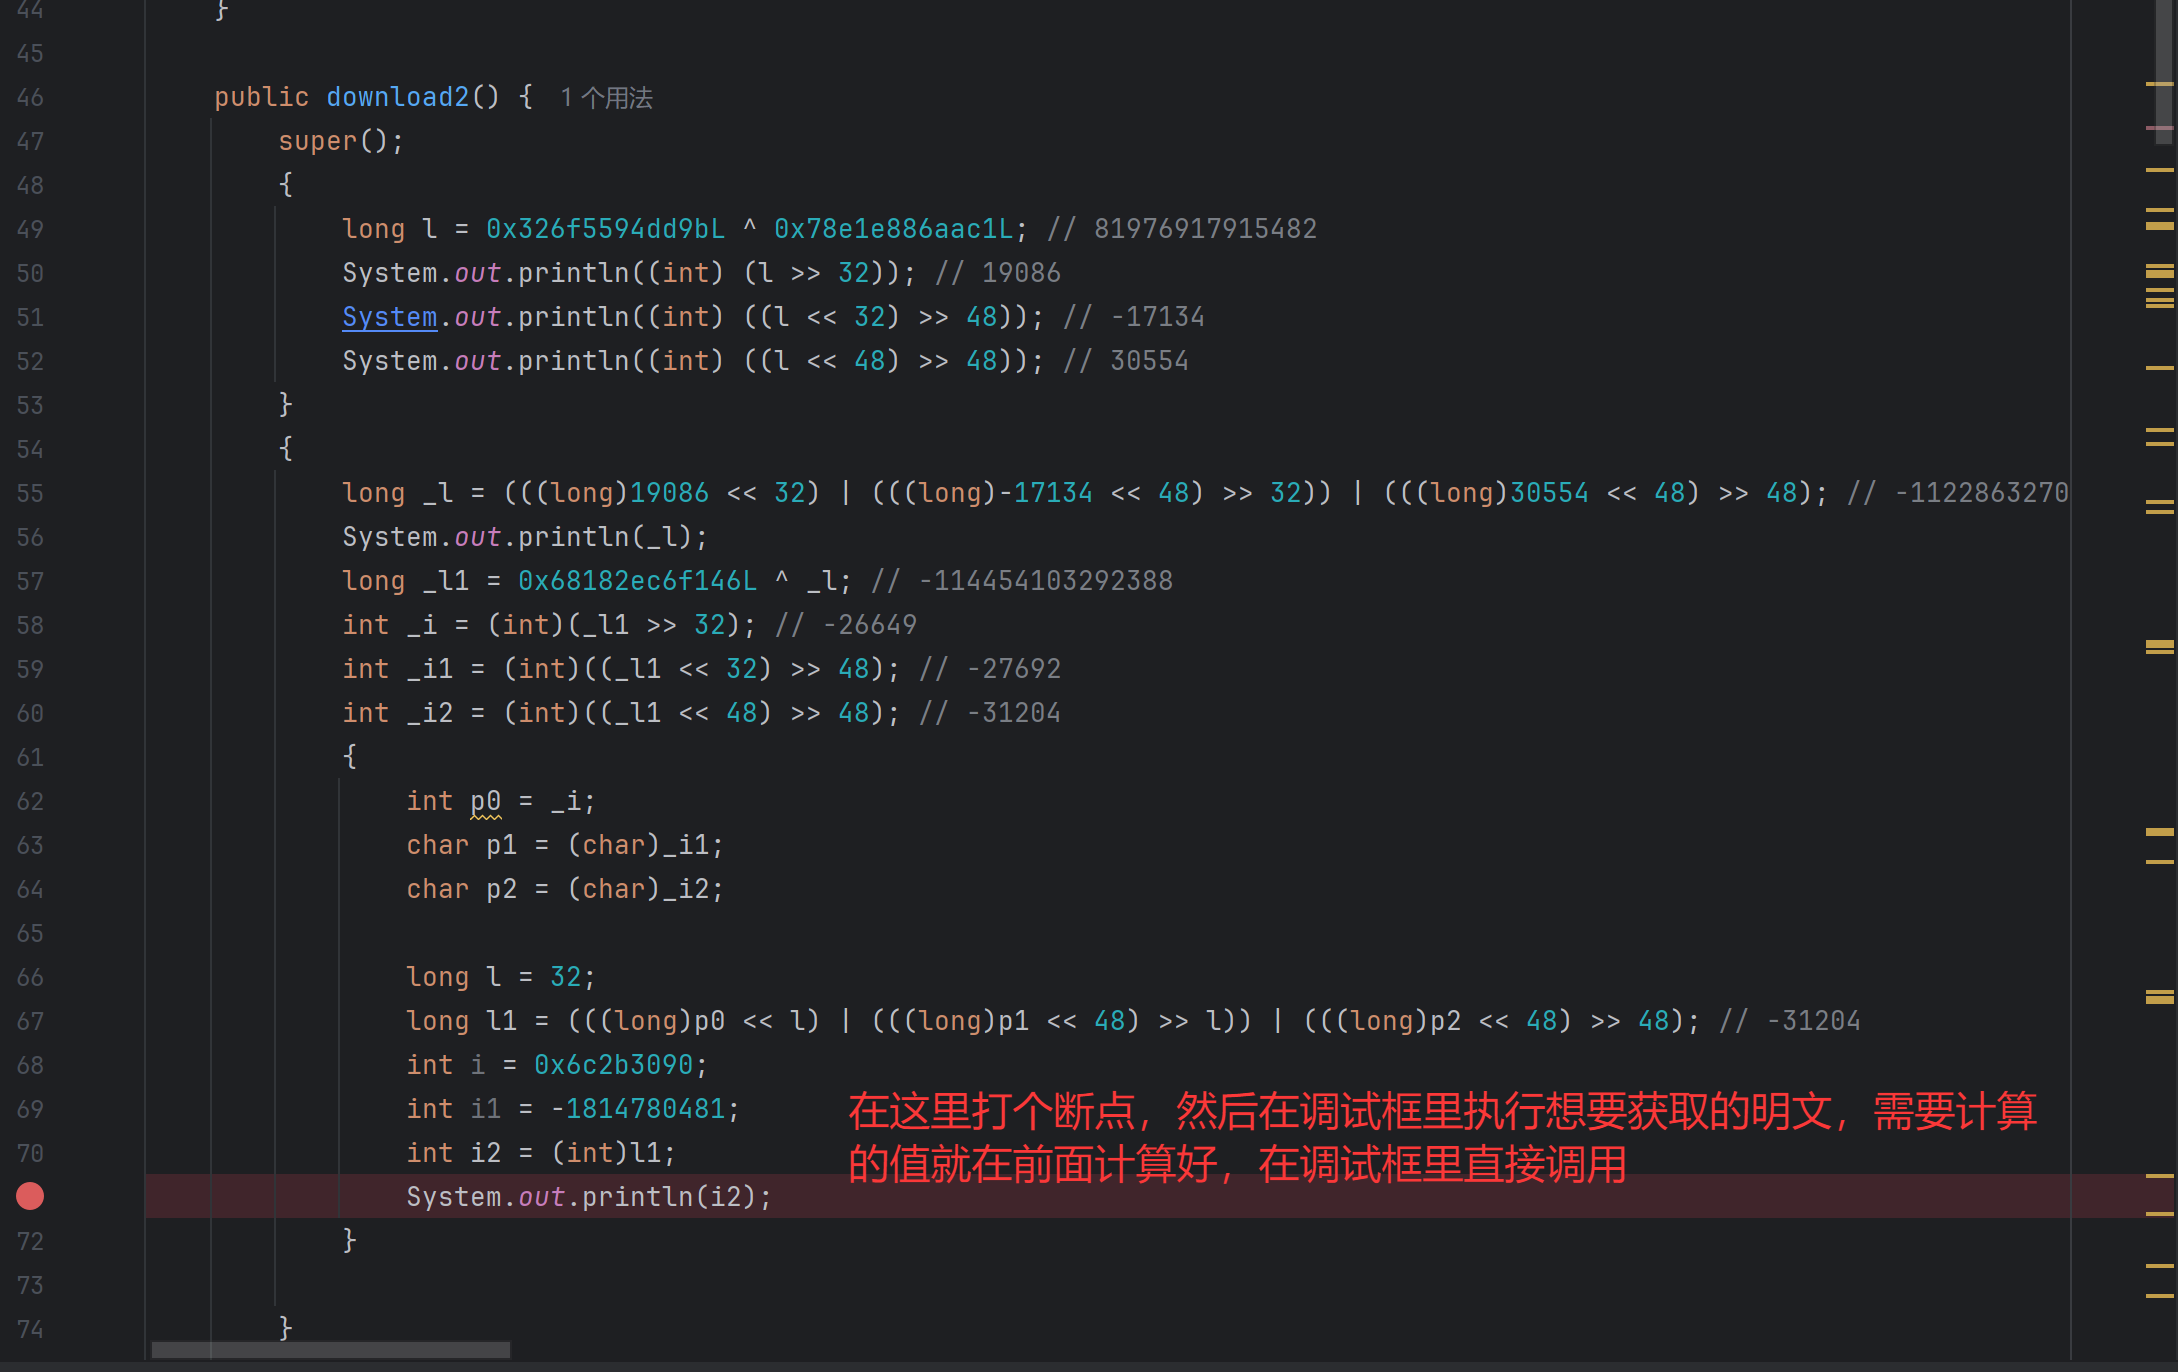 44 }
45
46 public download2() { 1 个用法
47 super();
48 {
49 long l = 0x326f5594dd9bL ^ 0x78e1e886aac1L; // 81976917915482
50 System.out.println((int) (l >> 32)); // 19086
51 System.out.println((int) ((l << 32) >> 48)); // -17134
52 System.out.println((int) ((l << 48) >> 48)); // 30554
53 }
54 {
55 long _l = (((long)19086 << 32) | (((long)-17134 << 48) >> 32)) | (((long)30554 << 48) >> 48); // -1122863270
56 System.out.println(_l);
57 long _l1 = 0x68182ec6f146L ^ _l; // -114454103292388
58 int _i = (int)(_l1 >> 32); // -26649
59 int _i1 = (int)((_l1 << 32) >> 48); // -27692
60 int _i2 = (int)((_l1 << 48) >> 48); // -31204
61 {
62 int p0 = _i;
63 char p1 = (char)_i1;
64 char p2 = (char)_i2;
65
66 long l = 32;
67 long l1 = (((long)p0 << l) | (((long)p1 << 48) >> l)) | (((long)p2 << 48) >> 48); // -31204
68 int i = 0x6c2b3090;
69 int i1 = -1814780481;
在这里打个断点，然后在调试框里执行想要获取的明文，需要计算
70 int i2 = (int)l1;
的值就在前面计算好，在调试框里直接调用
System.out.println(i2);
72 }
73
74 }